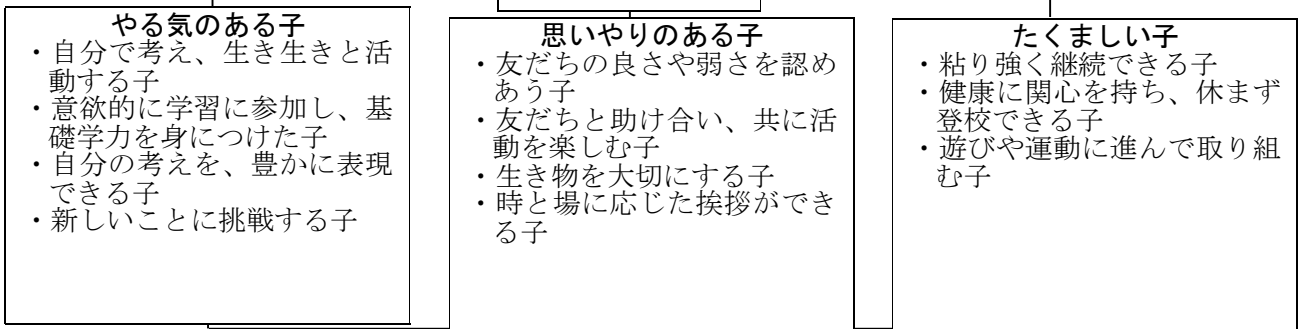 やる気のある子
・自分で考え、生き生きと活
動する子
・意欲的に学習に参加し、基
礎学力を身につけた子
・自分の考えを、豊かに表現
できる子
・新しいことに挑戦する子
思いやりのある子
・友だちの良さや弱さを認め
あう子
・友だちと助け合い、共に活
動を楽しむ子
・生き物を大切にする子
・時と場に応じた挨拶ができ
る子
たくましい子
・粘り強く継続できる子
・健康に関心を持ち、休まず
登校できる子
・遊びや運動に進んで取り組
む子